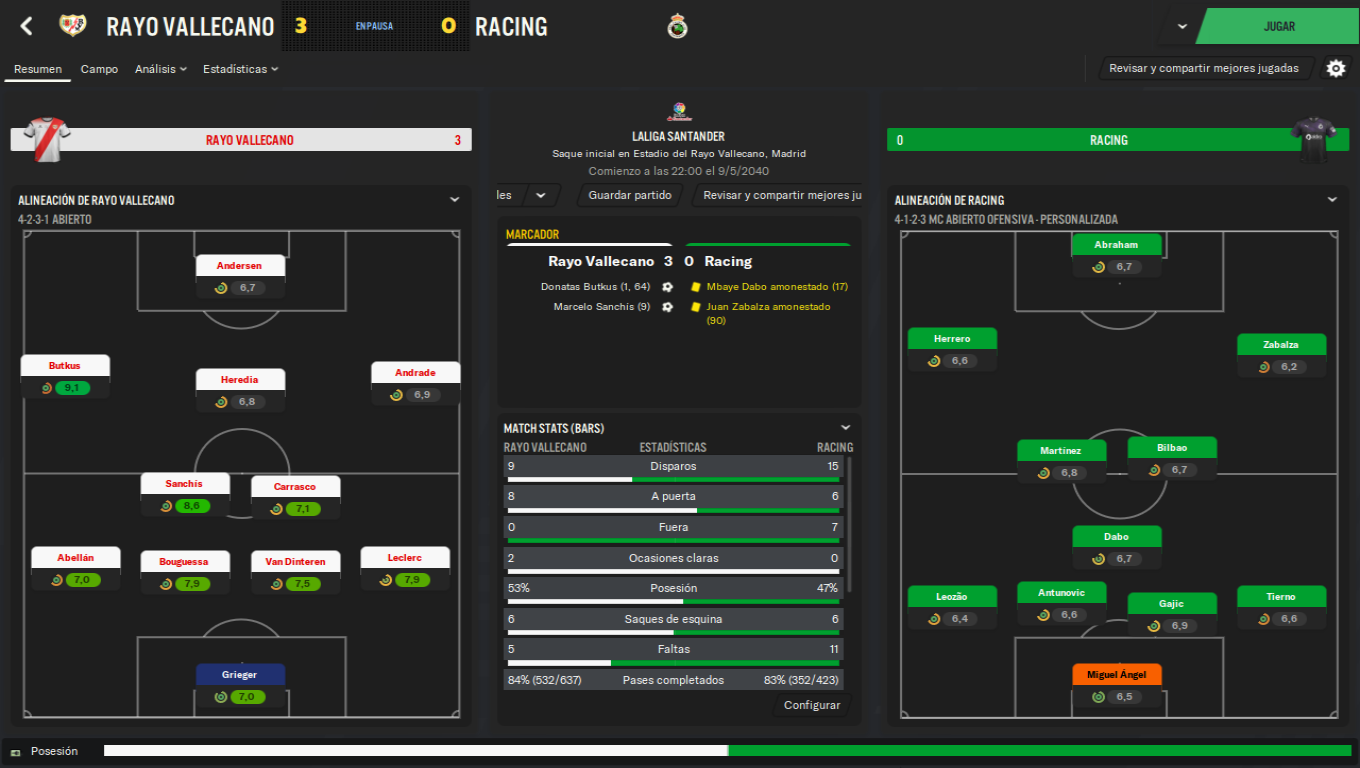 RAYO VALLECANO
3
EN PAUSA
0
RACING
JUGAR
Resumen
Campo
Análisis
Estadísticas
Revisar y compartir mejores jugadas
RAYO VALLECANO
3
ALINEACIÓN DE RAYO VALLECANO
4-2-3-1 ABIERTO
Andersen
6,7
Butkus
9,1
Heredia
6,8
Andrade
6,9
Sanchís
8,6
Carrasco
7,1
Abellán
7,0
Bouguessa
7,9
Van Dinteren
7,5
Leclerc
7,9
Grieger
7,0
LALIGA SANTANDER
Saque inicial en Estadio del Rayo Vallecano, Madrid
Comienzo a las 22:00 el 9/5/2040
les
Guardar partido
Revisar y compartir mejores ju
MARCADOR
Rayo Vallecano 3 0 Racing
Donatas Butkus (1, 64)
Mbaye Dabo amonestado (17)
Marcelo Sanchis (9)
Juan Zabalza amonestado
(90)
MATCH STATS (BARS)
RAYO VALLECANO ESTADÍSTICAS RACING
9 Disparos 15
8 A puerta 6
0 Fuera 7
2 Ocasiones claras 0
53% Posesión 47%
6 Saques de esquina 6
5 Faltas 11
84% (532/637) Pases completados 83% (352/423)
Configurar
0
RACING
ALINEACIÓN DE RACING
4-1-2-3 MC ABIERTO OFENSIVA - PERSONALIZADA
Abraham
6,7
Herrero
6,6
Zabalza
6,2
Martínez
6,8
Bilbao
6,7
Dabo
6,7
Leozão
6,4
Antunovic
6,6
Gajic
6,9
Tierno
6,6
Miguel Ángel
6,5
Posesión